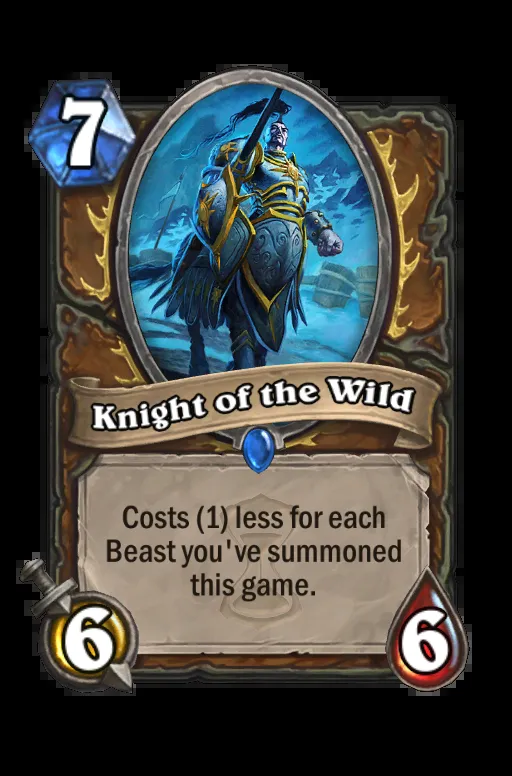 7
Knight of the Wild
Costs (1) less for each
Beast you've summoned
this game.
6
6